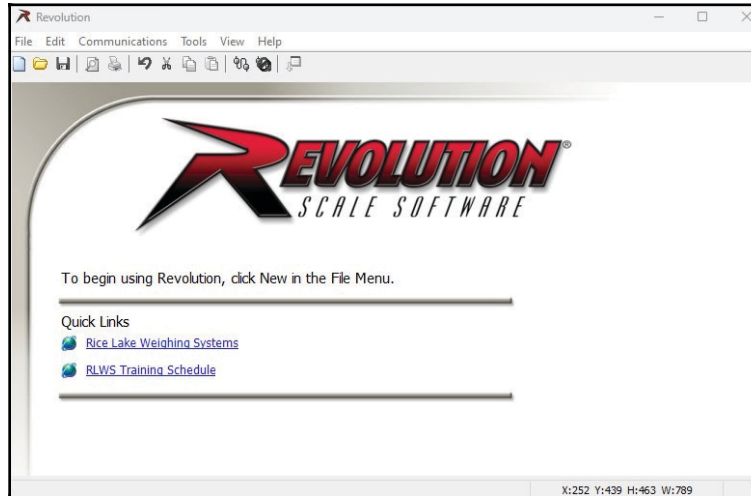 Revolution
File Edit Communications Tools View Help
REVOLUTION®
SCALE SOFTWARE
To begin using Revolution, click New in the File Menu.
Quick Links
Rice Lake Weighing Systems
RLWS Training Schedule
X:252 Y:439 H:463 W:789